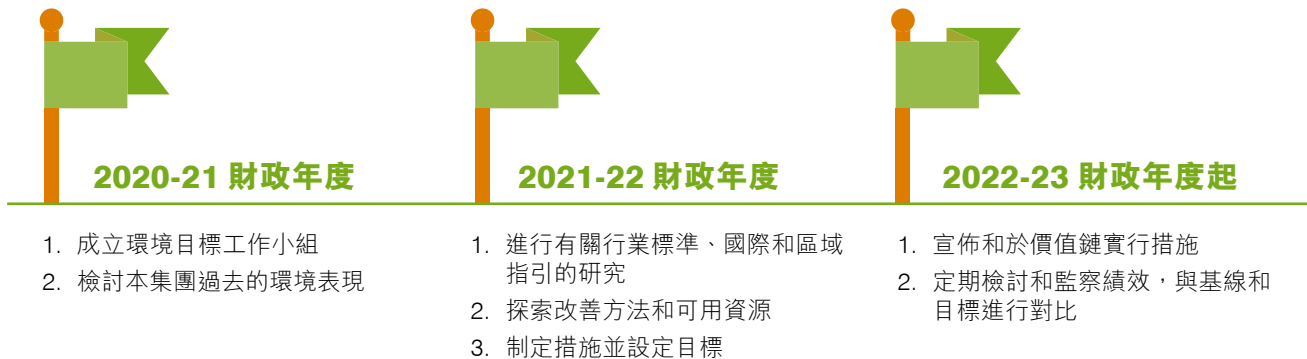 2020-21 財政年度
1. 成立環境目標工作小組
2. 檢討本集團過去的環境表現
2021-22 財政年度
1. 進行有關行業標準、國際和區域
指引的研究
2. 探索改善方法和可用資源
3. 制定措施並設定目標
2022-23 財政年度起
1. 宣佈和於價值鏈實行措施
2. 定期檢討和監察績效，與基線和
目標進行對比